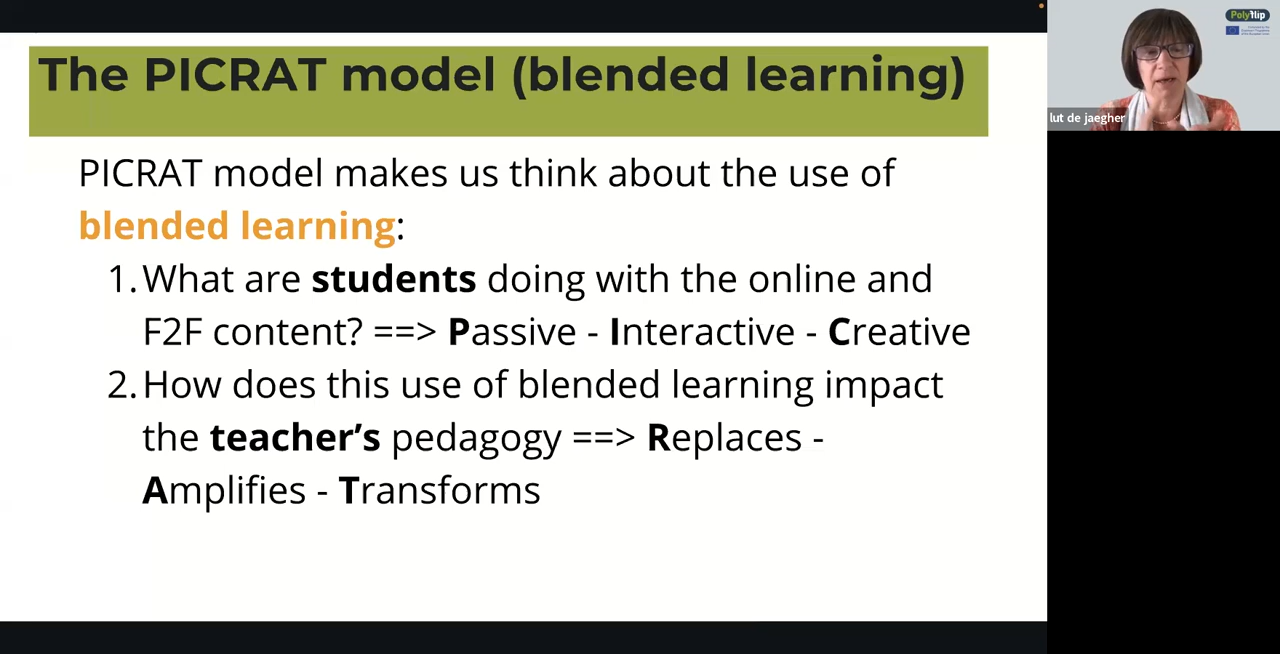 The PICRAT model (blended learning)
PICRAT model makes us think about the use of
blended learning:
1. What are students doing with the online and
F2F content? ==> Passive - Interactive - Creative
2. How does this use of blended learning impact
the teacher’s pedagogy ==> Replaces -
Amplifies - Transforms
Polyflip
lut de jaegher